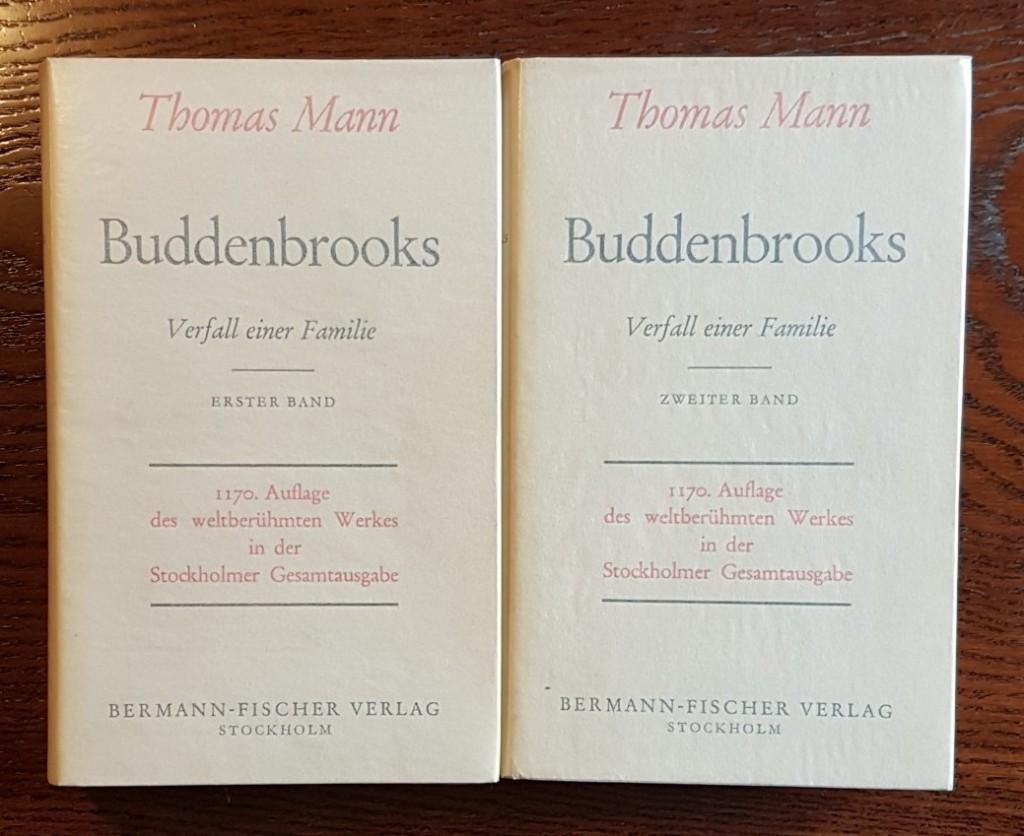 Thomas Mann
Buddenbrooks
Verfall einer Familie
ERSTER BAND
1170. Auflage
des weltberühmten Werkes
in der
Stockholmer Gesamtausgabe
BERMANN-FISCHER VERLAG
STOCKHOLM
Thomas Mann
Buddenbrooks
Verfall einer Familie
ZWEITER BAND
1170. Auflage
des weltberühmten Werkes
in der
Stockholmer Gesamtausgabe
BERMANN-FISCHER VERLAG
STOCKHOLM